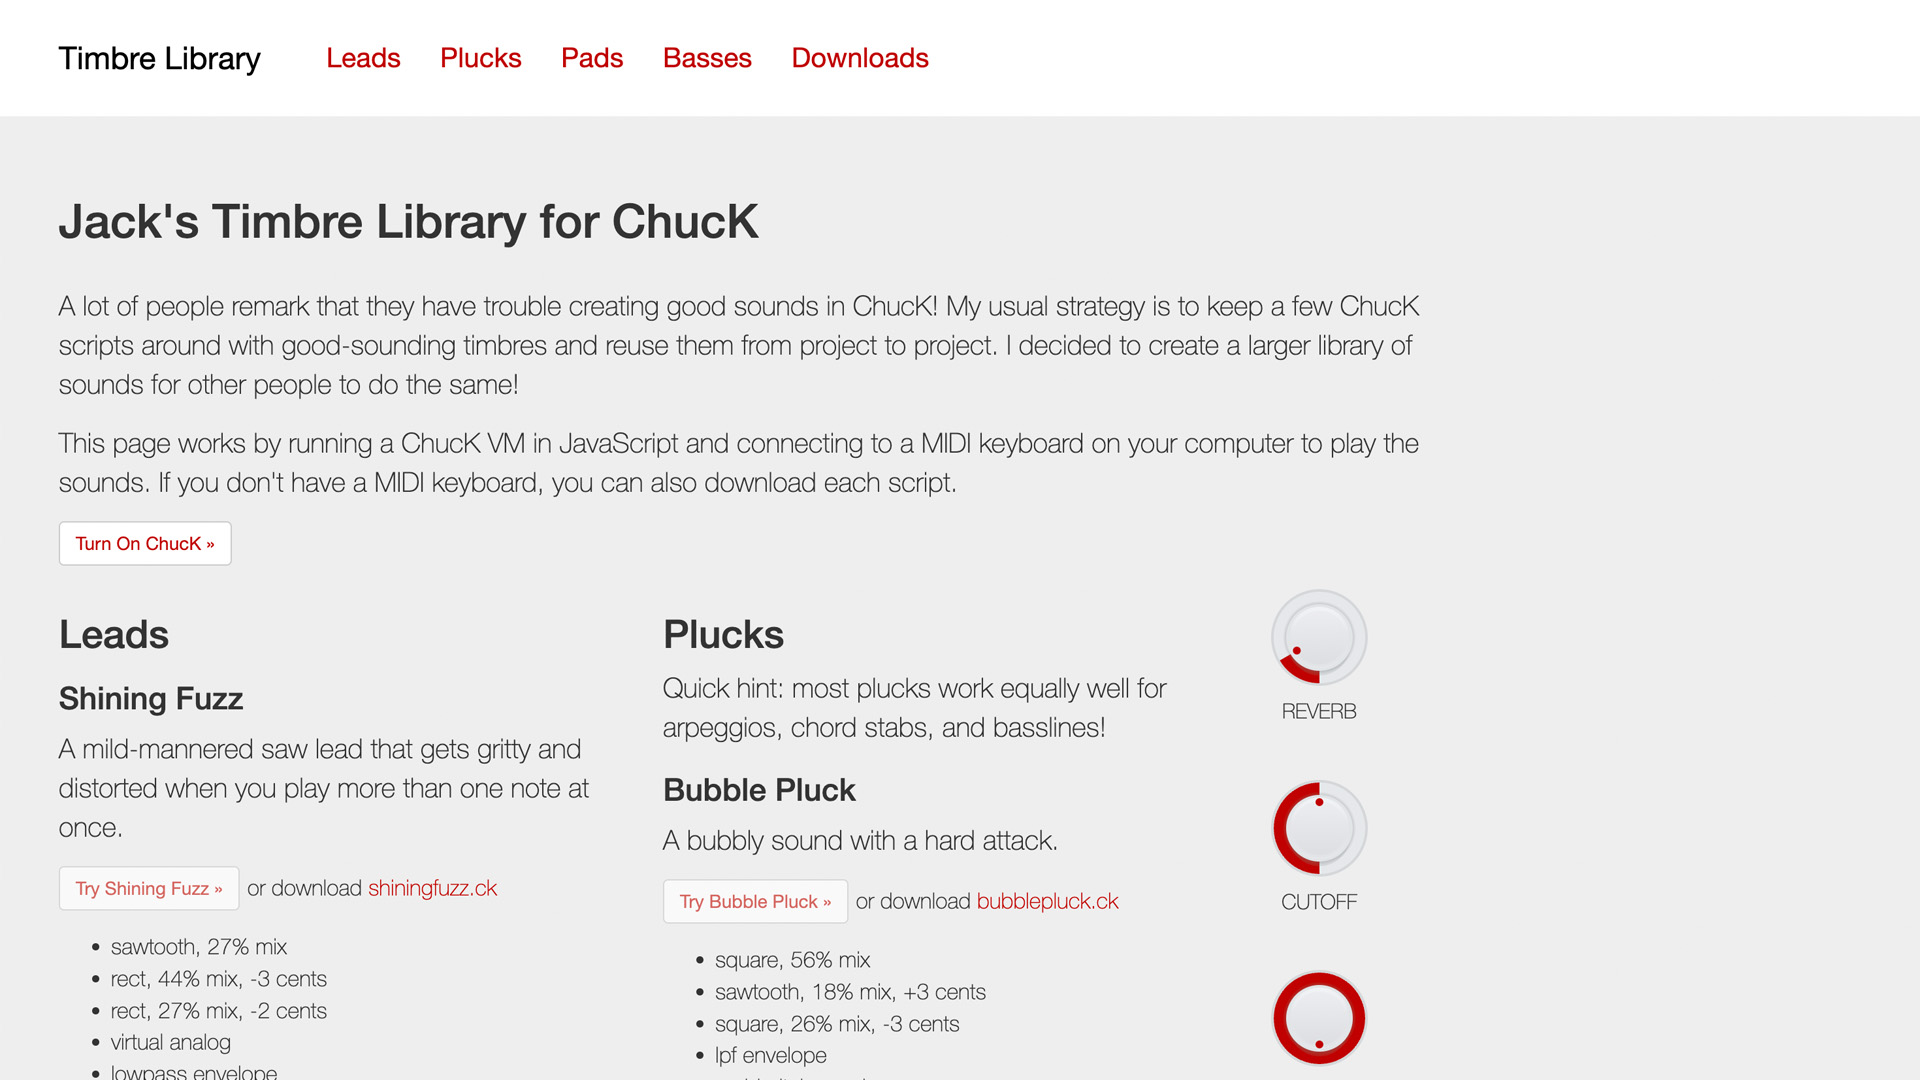 Timbre Library Leads Plucks Pads Basses Downloads
Jack's Timbre Library for ChucK
A lot of people remark that they have trouble creating good sounds in ChucK! My usual strategy is to keep a few ChucK
scripts around with good-sounding timbres and reuse them from project to project. I decided to create a larger library of
sounds for other people to do the same!
This page works by running a ChucK VM in JavaScript and connecting to a MIDI keyboard on your computer to play the
sounds. If you don't have a MIDI keyboard, you can also download each script.
Turn On ChucK »
Leads
Shining Fuzz
A mild-mannered saw lead that gets gritty and
distorted when you play more than one note at
once.
Try Shining Fuzz » or download shiningfuzz.ck
• sawtooth, 27% mix
• rect, 44% mix, -3 cents
• rect, 27% mix, -2 cents
• virtual analog
• lowpass envelope
Plucks
Quick hint: most plucks work equally well for
arpeggios, chord stabs, and basslines!
Bubble Pluck
A bubbly sound with a hard attack.
Try Bubble Pluck » or download bubblepluck.ck
• square, 56% mix
• sawtooth, 18% mix, +3 cents
• square, 26% mix, -3 cents
• lpf envelope
REVERB
CUTOFF